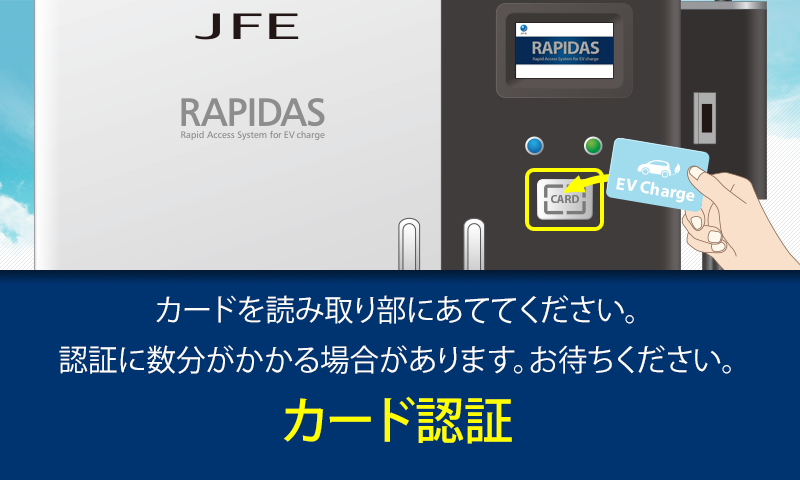 JFE
RAPIDAS
Rapid Access System for EV charge
RAPIDAS
Rapid Access System for EV charge
CARD
EV Charge
カードを読み取り部にあててください。
認証に数分がかかる場合があります。お待ちください。
カード認証